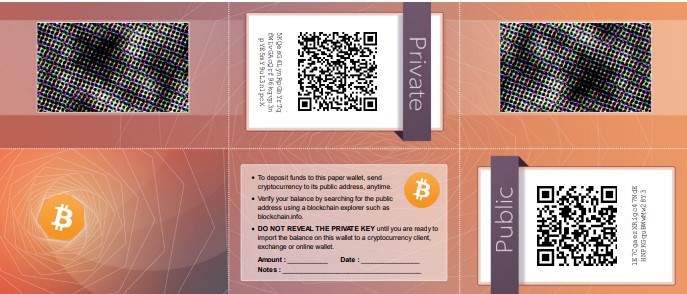 Private
• To deposit funds to this paper wallet, send
cryptocurrency to its public address, anytime.
• Verify your balance by searching for the public
address using a blockchain explorer such as
blockchain.info.
• DO NOT REVEAL THE PRIVATE KEY until you are ready to
import the balance on this wallet to a cryptocurrency client,
exchange or online wallet.
Amount : ____________ Date : ________________
Notes : ______________________________________
Public